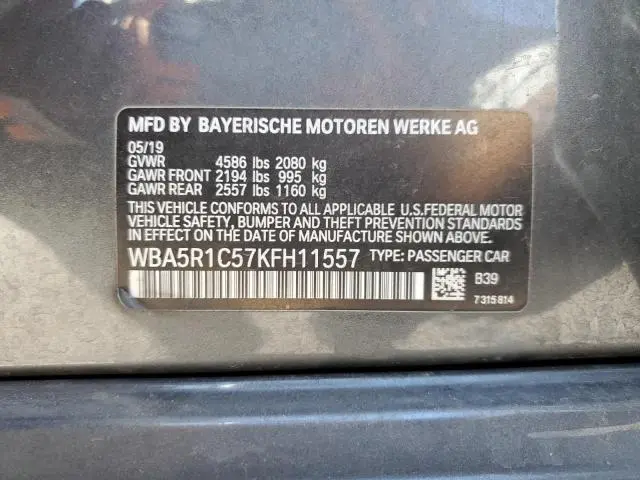 MFD BY BAYERISCHE MOTOREN WERKE AG
05/19
GVWR 4586 lbs 2080 kg
GAWR FRONT 2194 lbs 995 kg
GAWR REAR 2557 lbs 1160 kg
THIS VEHICLE CONFORMS TO ALL APPLICABLE U.S.FEDERAL MOTOR
VEHICLE SAFETY, BUMPER AND THEFT PREVENTION STANDARDS
IN EFFECT ON THE DATE OF MANUFACTURE SHOWN ABOVE.
WBA5R1C57KFH11557 TYPE: PASSENGER CAR
B39
7315814